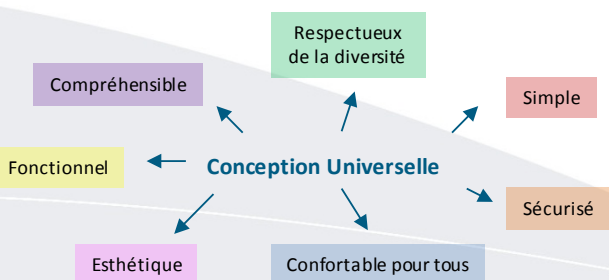 Respectueux
de la diversité
Compréhensible
Simple
Fonctionnel
Conception Universelle
Sécurisé
Esthétique
Confortable pour tous